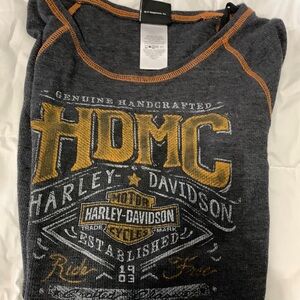 GENUINE HANDCRAFTED
HDMC
HARLEY-DAVIDSON
MOTOR
HARLEY-DAVIDSON
CYCLES
TRADE MARK
ESTABLISHED
Ride 19 Free
03